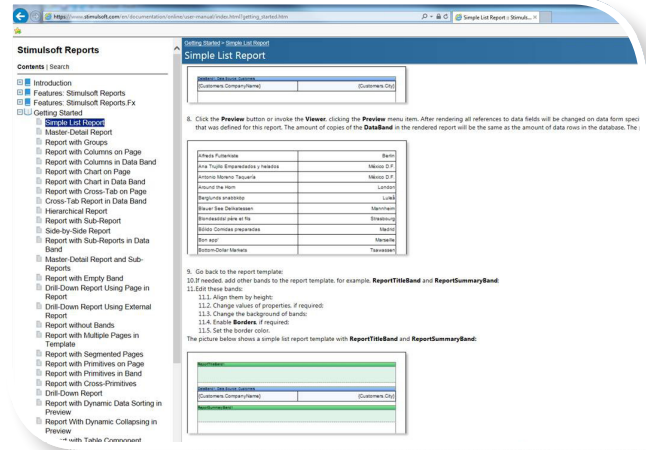 https://www.stimulsoft.com/en/documentation/online/user-manual/index.html?getting_started.htm
Simple List Report :: Stimuls...
Stimulsoft Reports
Contents | Search
Introduction
Features: Stimulsoft Reports
Features: Stimulsoft Reports.Fx
Getting Started
Simple List Report
Master-Detail Report
Report with Groups
Report with Columns on Page
Report with Columns in Data Band
Report with Chart on Page
Report with Chart in Data Band
Report with Cross-Tab on Page
Cross-Tab Report in Data Band
Hierarchical Report
Report with Sub-Report
Side-by-Side Report
Report with Sub-Reports in Data
Band
Master-Detail Report and Sub-
Reports
Report with Empty Band
Drill-Down Report Using Page in
Report
Drill-Down Report Using External
Report
Report without Bands
Report with Multiple Pages in
Template
Report with Segmented Pages
Report with Primitives on Page
Report with Primitives in Band
Report with Cross-Primitives
Drill-Down Report
Report with Dynamic Data Sorting in
Preview
Report With Dynamic Collapsing in
Preview
with Table Component
Getting Started > Simple List Report
Simple List Report
DataBand1; Data Source: Customers
{Customers.CompanyName} {Customers.City}
8. Click the Preview button or invoke the Viewer, clicking the Preview menu item. After rendering all references to data fields will be changed on data form speci
that was defined for this report. The amount of copies of the DataBand in the rendered report will be the same as the amount of data rows in the database. The
Alfreds Futterkiste Berlin
Ana Trujillo Emparedados y helados México D.F.
Antonio Moreno Taquería México D.F.
Around the Horn London
Berglunds snabbköp Luleå
Blauer See Delikatessen Mannheim
Blondesddsl père et fils Strasbourg
Bólido Comidas preparadas Madrid
Bon app' Marseille
Bottom-Dollar Markets Tsawassen
9. Go back to the report template;
10.If needed, add other bands to the report template, for example, ReportTitleBand and ReportSummaryBand;
11.Edit these bands:
11.1. Align them by height;
11.2. Change values of properties, if required;
11.3. Change the background of bands;
11.4. Enable Borders, if required;
11.5. Set the border color.
The picture below shows a simple list report template with ReportTitleBand and ReportSummaryBand:
ReportTitleBand1
DataBand1; Data Source: Customers
{Customers.CompanyName} {Customers.City}
ReportSummaryBand1